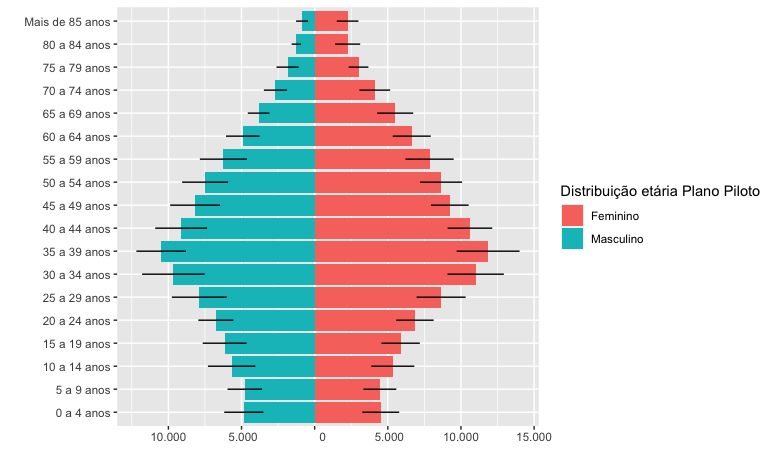 Mais de 85 anos
80 a 84 anos
75 a 79 anos
70 a 74 anos
65 a 69 anos
60 a 64 anos
55 a 59 anos
50 a 54 anos
45 a 49 anos
40 a 44 anos
35 a 39 anos
30 a 34 anos
25 a 29 anos
20 a 24 anos
15 a 19 anos
10 a 14 anos
5 a 9 anos
0 a 4 anos
10.000 5.000 0 5.000 10.000 15.000
Distribuição etária Plano Piloto
Feminino
Masculino